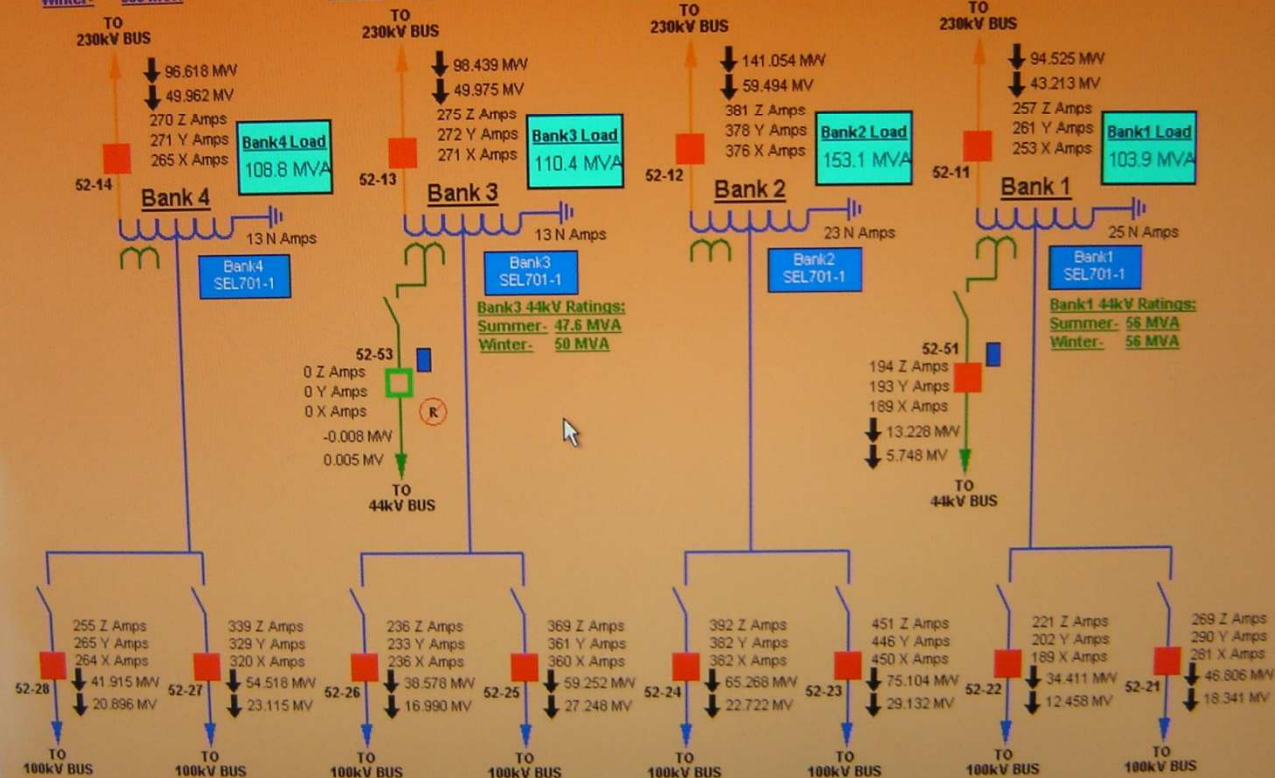 TO
230kV BUS
96.618 MW
49.962 MV
270 Z Amps
271 Y Amps
265 X Amps
Bank4 Load
108.8 MVA
52-14
Bank 4
13 N Amps
Bank4
SEL701-1
TO
230kV BUS
98.439 MW
49.975 MV
275 Z Amps
272 Y Amps
271 X Amps
Bank3 Load
110.4 MVA
52-13
Bank 3
13 N Amps
Bank3
SEL701-1
Bank3 44kV Ratings:
Summer- 47.6 MVA
Winter- 50 MVA
52-53
0 Z Amps
0 Y Amps
0 X Amps
R
-0.008 MW
0.005 MV
TO
44kV BUS
TO
230kV BUS
141.054 MW
59.494 MV
381 Z Amps
378 Y Amps
376 X Amps
Bank2 Load
153.1 MVA
52-12
Bank 2
23 N Amps
Bank2
SEL701-1
TO
230kV BUS
94.525 MW
43.213 MV
257 Z Amps
261 Y Amps
253 X Amps
Bank1 Load
103.9 MVA
52-11
Bank 1
25 N Amps
Bank1
SEL701-1
Bank1 44kV Ratings:
Summer- 56 MVA
Winter- 56 MVA
52-51
194 Z Amps
193 Y Amps
189 X Amps
13.228 MW
5.748 MV
TO
44kV BUS
255 Z Amps
265 Y Amps
264 X Amps
41.915 MW
52-28
20.896 MV
TO
100kV BUS
339 Z Amps
329 Y Amps
320 X Amps
54.518 MW
52-27
23.115 MV
TO
100kV BUS
236 Z Amps
233 Y Amps
236 X Amps
38.578 MW
52-26
16.990 MV
TO
100kV BUS
369 Z Amps
361 Y Amps
360 X Amps
59.252 MW
52-25
27.248 MV
TO
100kV BUS
392 Z Amps
382 Y Amps
362 X Amps
65.268 MW
52-24
22.722 MV
TO
100kV BUS
451 Z Amps
446 Y Amps
450 X Amps
75.104 MW
52-23
29.132 MV
TO
100kV BUS
221 Z Amps
202 Y Amps
189 X Amps
34.411 MW
52-22
12.458 MV
TO
100kV BUS
269 Z Amps
290 Y Amps
281 X Amps
46.806 MW
52-21
18.341 MV
TO
100kV BUS